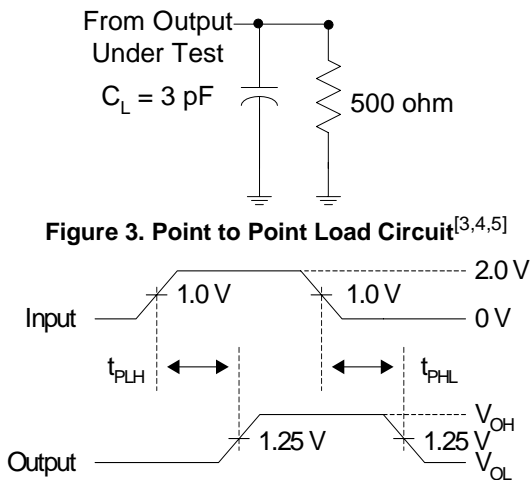 From Output
Under Test
C_L = 3 pF
500 ohm
Figure 3. Point to Point Load Circuit[3,4,5]
2.0 V
1.0 V 1.0 V
Input 0 V
t_PLH t_PHL
V_OH
1.25 V 1.25 V
Output V_OL